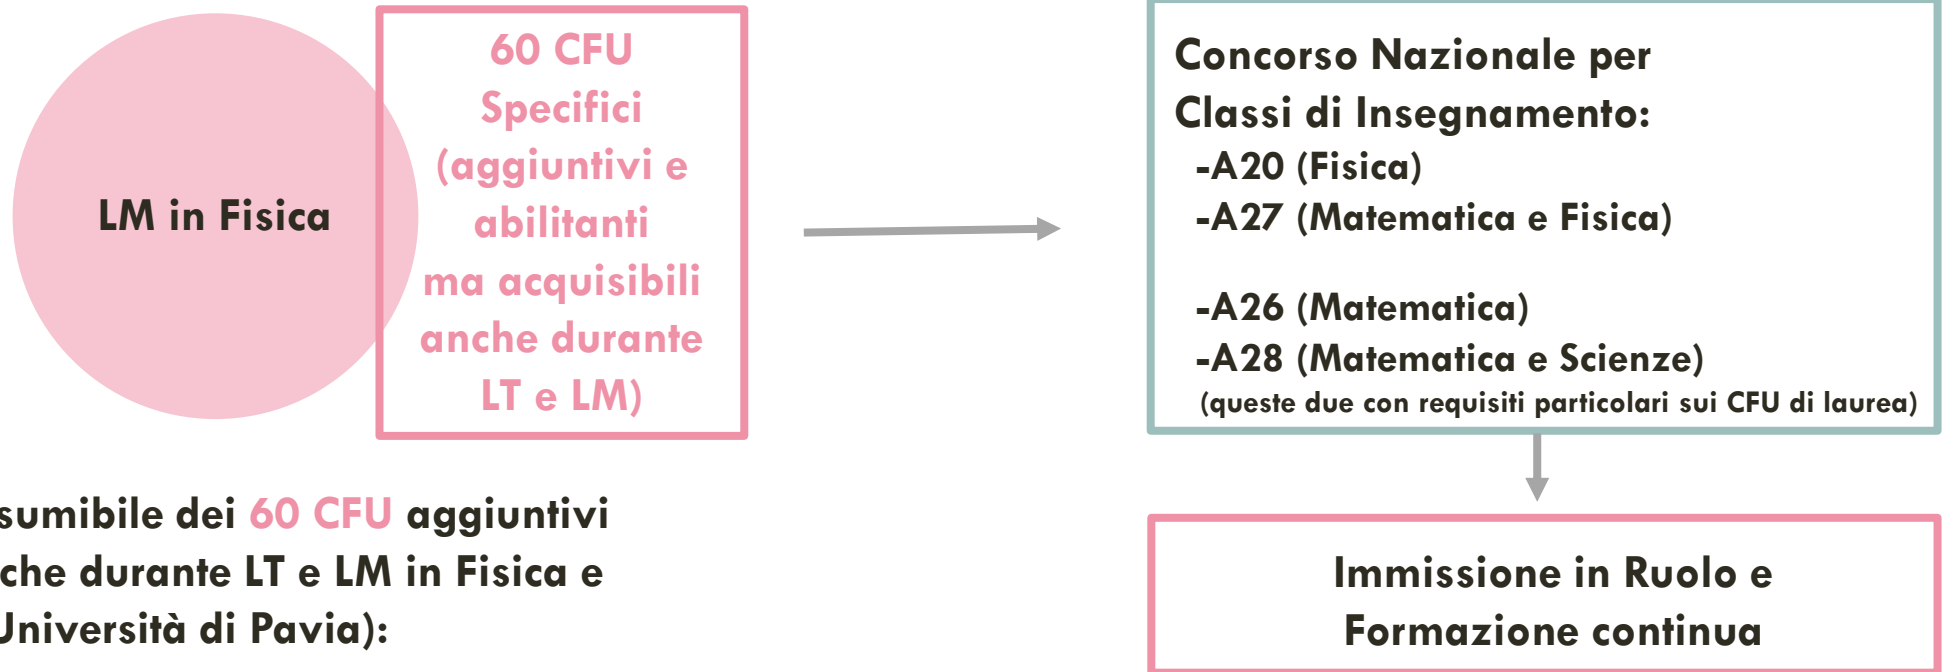 LM in Fisica
60 CFU
Specifici
(aggiuntivi e
abilitanti
ma acquisibili
anche durante
LT e LM)
Concorso Nazionale per
Classi di Insegnamento:
-A20 (Fisica)
-A27 (Matematica e Fisica)
-A26 (Matematica)
-A28 (Matematica e Scienze)
(queste due con requisiti particolari sui CFU di laurea)
sumibile dei 60 CFU aggiuntivi
che durante LT e LM in Fisica e
Università di Pavia):
Immissione in Ruolo e
Formazione continua